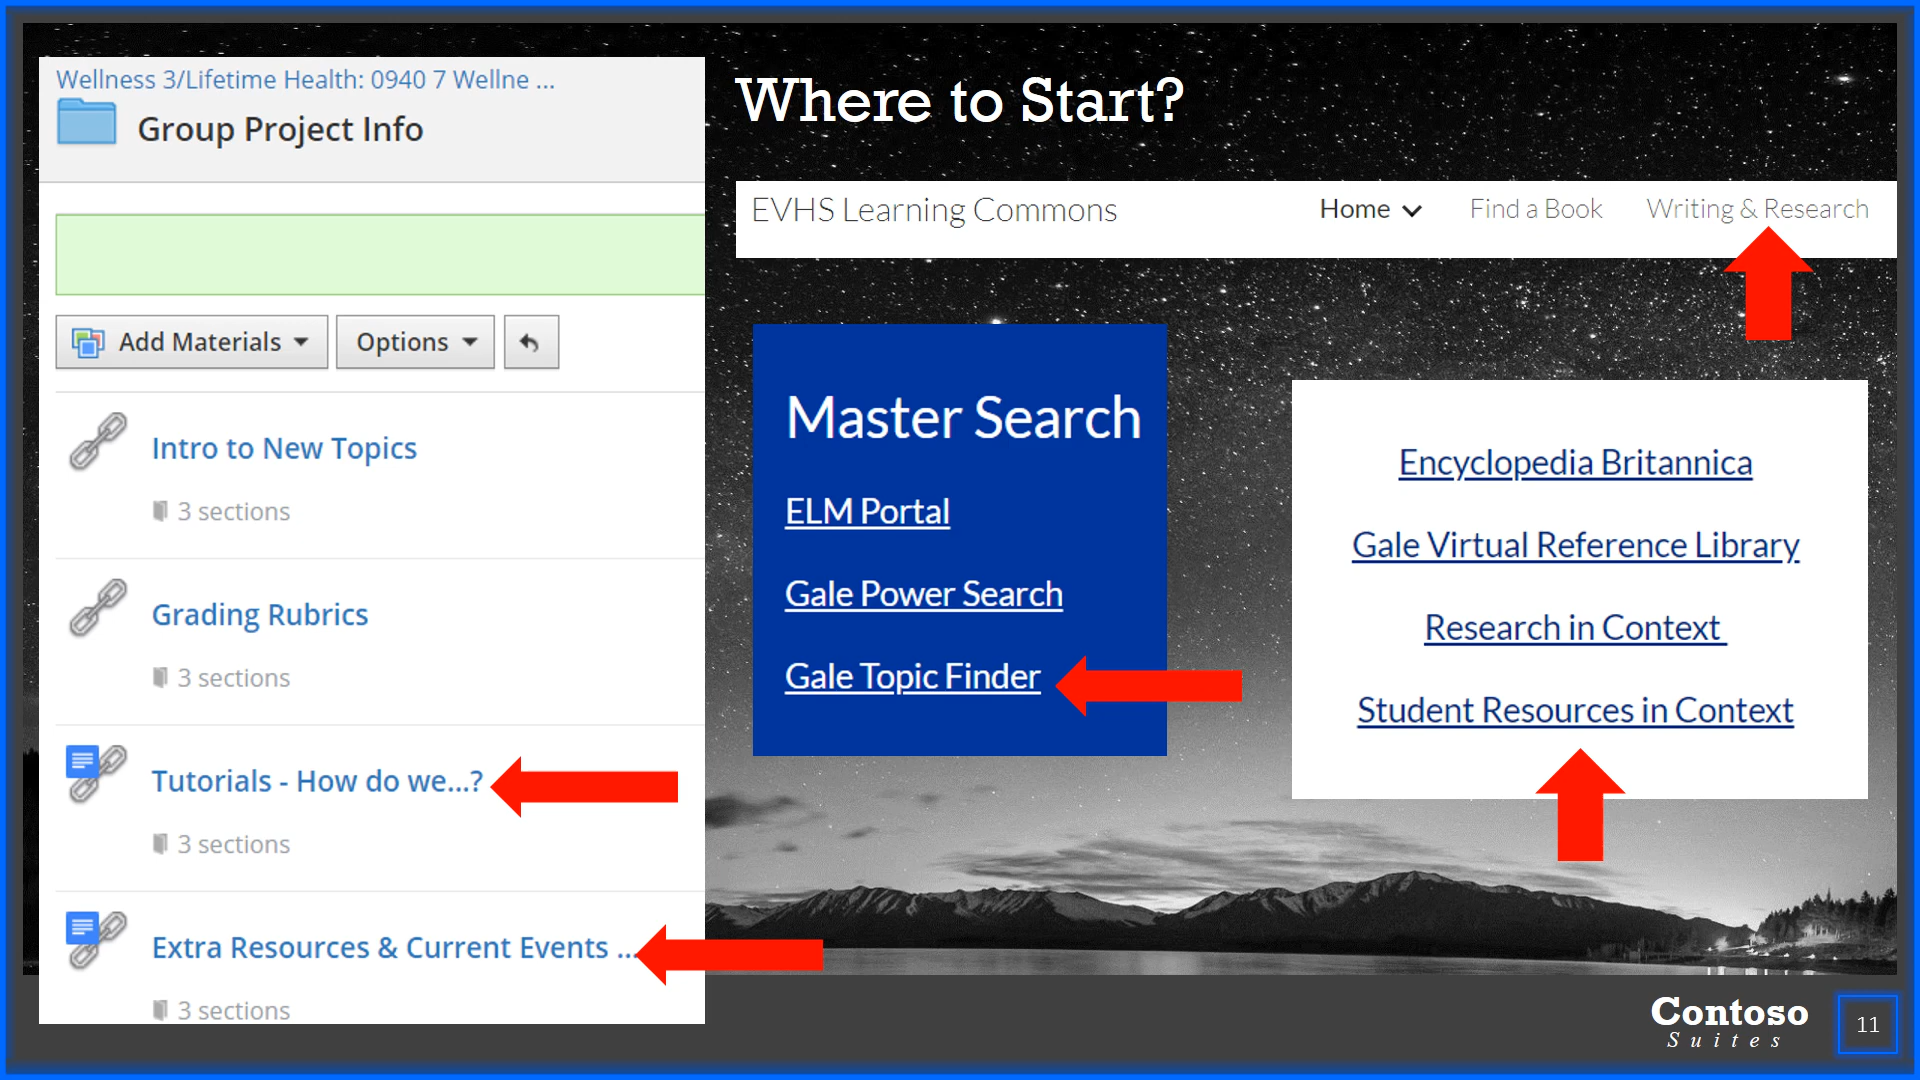 Wellness 3/Lifetime Health: 0940 7 Wellne ...
Group Project Info
Add Materials
Options
Intro to New Topics
3 sections
Grading Rubrics
3 sections
Tutorials - How do we...?
3 sections
Extra Resources & Current Events ...
3 sections
Where to Start?
EVHS Learning Commons
Home
Find a Book
Writing & Research
Master Search
ELM Portal
Gale Power Search
Gale Topic Finder
Encyclopedia Britannica
Gale Virtual Reference Library
Research in Context
Student Resources in Context
Contoso
Suites
11